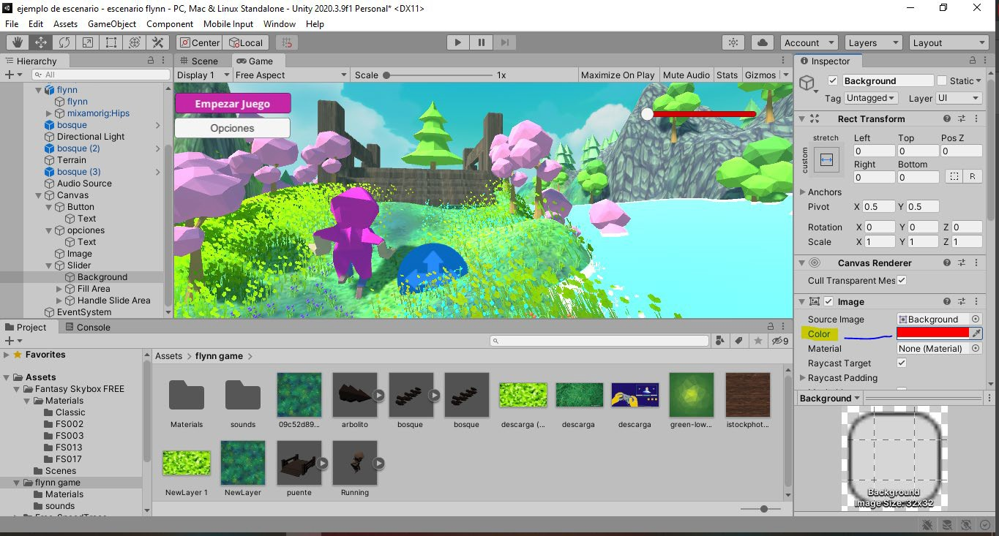 ejemplo de escenario - escenario flynn - PC, Mac & Linux Standalone - Unity 2020.3.9f1 Personal* <DX11>
File Edit Assets GameObject Component Mobile Input Window Help
Center Local Account Layers Layout
Hierarchy
All
flynn
flynn
mixamorig:Hips
bosque
Directional Light
bosque (2)
Terrain
bosque (3)
Audio Source
Canvas
Button
Text
opciones
Text
Image
Slider
Background
Fill Area
Handle Slide Area
EventSystem
Scene Game
Display 1 Free Aspect Scale 1x Maximize On Play Mute Audio Stats Gizmos
Empezar Juego
Opciones
Inspector
Background Static
Tag Untagged Layer UI
Rect Transform
stretch Left Top Pos Z
custom 0 0 0
Right Bottom
0 0 R
Anchors
Pivot X 0.5 Y 0.5
Rotation X 0 Y 0 Z 0
Scale X 1 Y 1 Z 1
Canvas Renderer
Cull Transparent Mes
Image
Source Image Background
Color
Material None (Material)
Raycast Target
Raycast Padding
Background
Background
Image Size: 32x32
Project Console
9
Favorites
Assets
Fantasy Skybox FREE
Materials
Classic
FS002
FS003
FS013
FS017
Scenes
flynn game
Materials
sounds
Assets > flynn game >
Materials sounds 09c52d89... arbolito bosque bosque descarga (... descarga descarga green-low... istockphot...
NewLayer 1 NewLayer puente Running